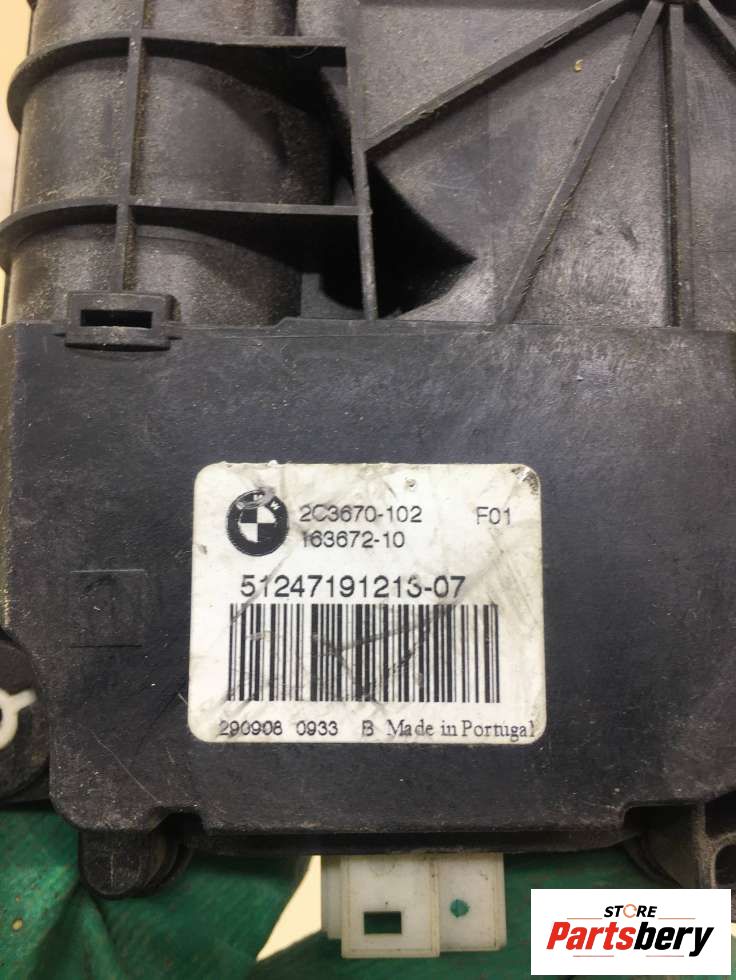 2C3670-102 F01
163672-10
51247191213-07
290908 0933 B Made in Portugal
STORE
Partsbery